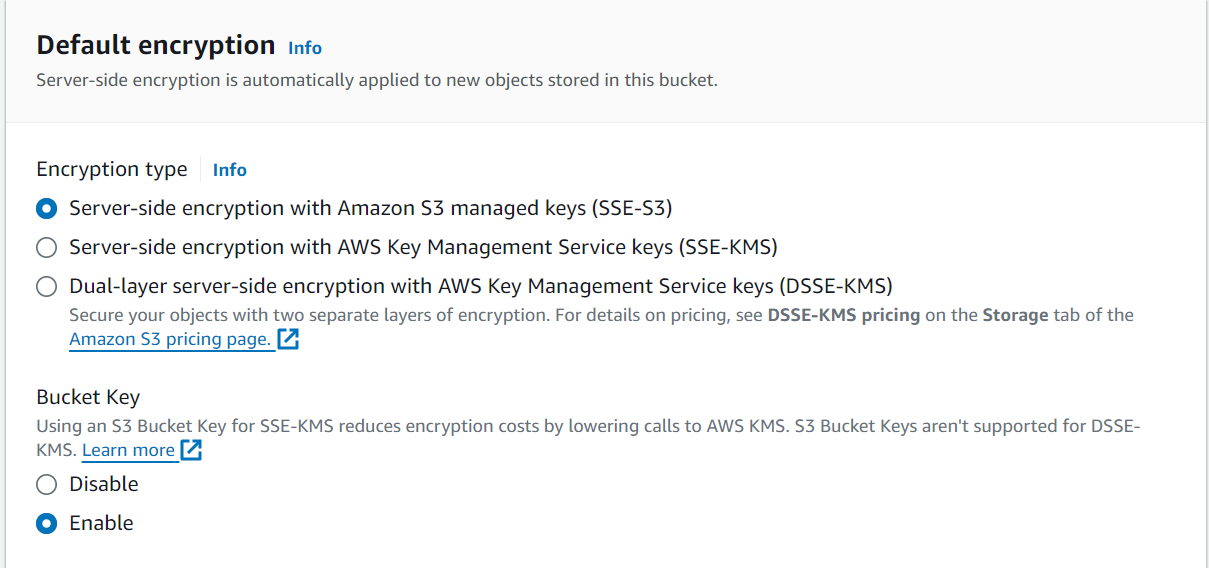 Default encryption Info
Server-side encryption is automatically applied to new objects stored in this bucket.
Encryption type Info
Server-side encryption with Amazon S3 managed keys (SSE-S3)
Server-side encryption with AWS Key Management Service keys (SSE-KMS)
Dual-layer server-side encryption with AWS Key Management Service keys (DSSE-KMS)
Secure your objects with two separate layers of encryption. For details on pricing, see DSSE-KMS pricing on the Storage tab of the
Amazon S3 pricing page.
Bucket Key
Using an S3 Bucket Key for SSE-KMS reduces encryption costs by lowering calls to AWS KMS. S3 Bucket Keys aren't supported for DSSE-
KMS. Learn more
Disable
Enable